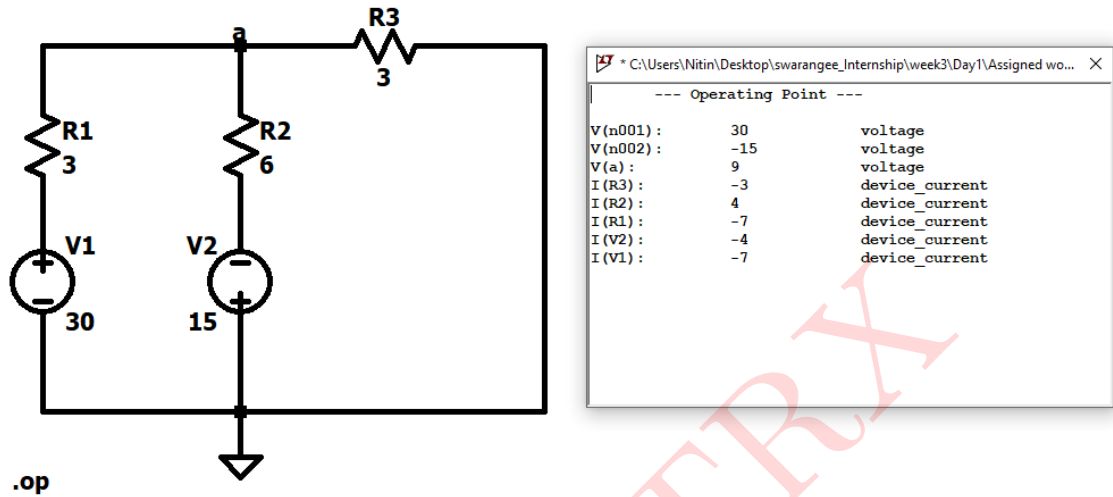 R3
a
3
R1
3
R2
6
V1
30
V2
15
.op
* C:\Users\Nitin\Desktop\swarangee_Internship\week3\Day1\Assigned wo...
--- Operating Point ---
V(n001): 30 voltage
V(n002): -15 voltage
V(a): 9 voltage
I(R3): -3 device_current
I(R2): 4 device_current
I(R1): -7 device_current
I(V2): -4 device_current
I(V1): -7 device_current
TRX